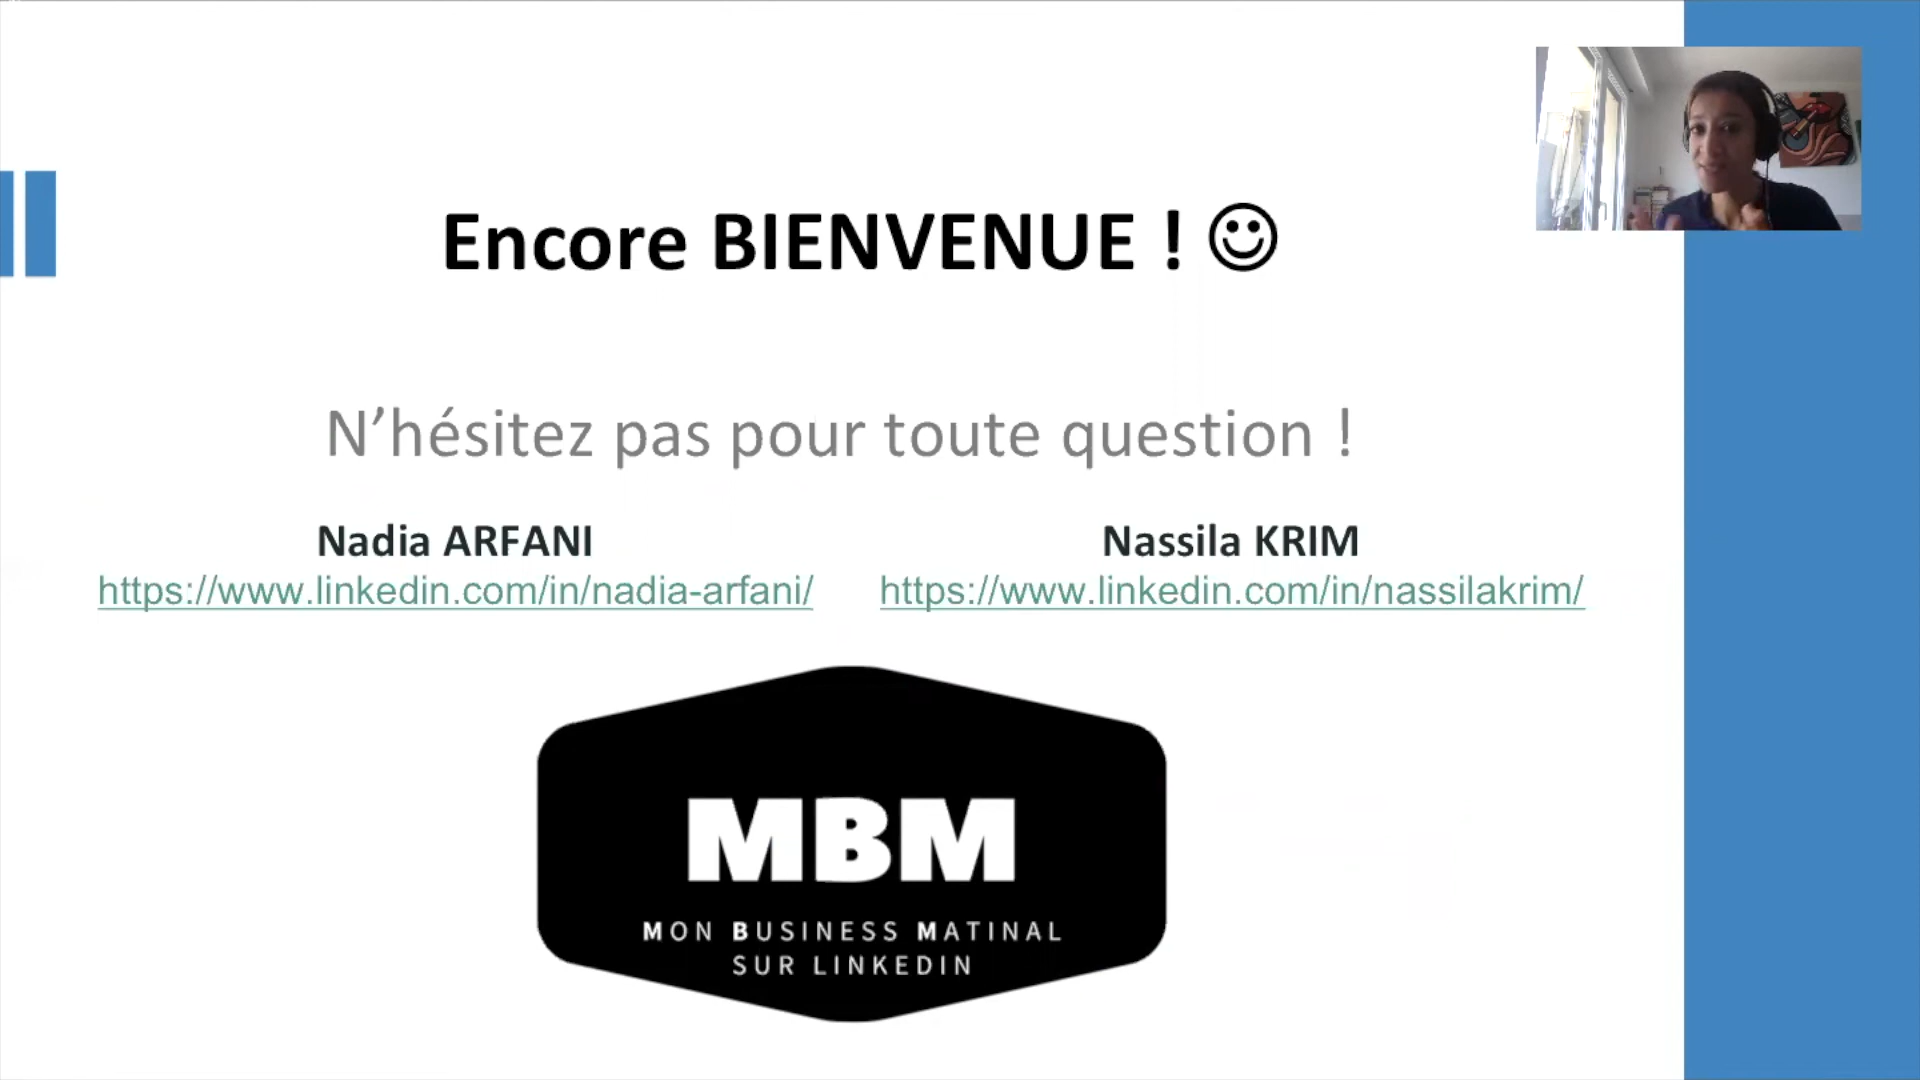 Encore BIENVENUE ! ☺
N’hésitez pas pour toute question !
Nadia ARFANI
https://www.linkedin.com/in/nadia-arfani/
Nassila KRIM
https://www.linkedin.com/in/nassilakrim/
MBM
MON BUSINESS MATINAL
SUR LINKEDIN